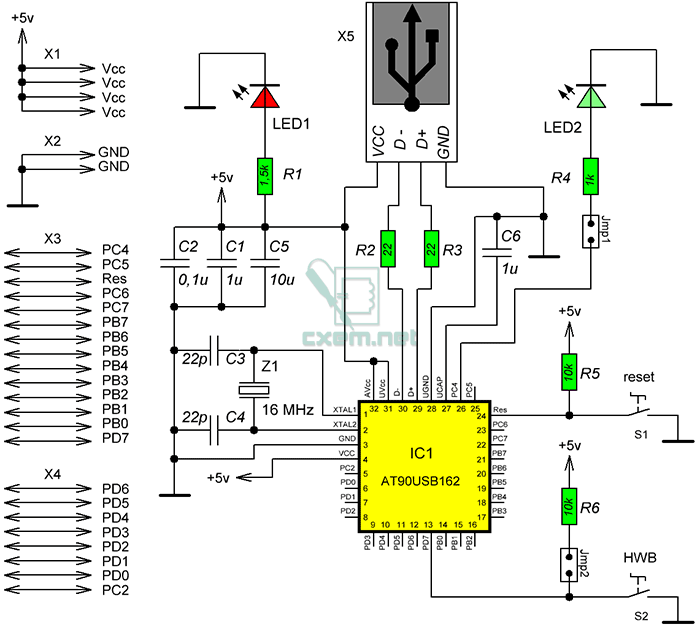 +5v
X1
Vcc
Vcc
Vcc
Vcc
X2
GND
GND
X3
PC4
PC5
Res
PC6
PC7
PB7
PB6
PB5
PB4
PB3
PB2
PB1
PB0
PD7
X4
PD6
PD5
PD4
PD3
PD2
PD1
PD0
PC2
LED1
R1
1,5k
+5v
C2
0,1u
C1
1u
C5
10u
X5
VCC
D -
D+
GND
R2
22
22
R3
C6
1u
LED2
R4
1k
Jmp1
cxem.net
22p
C3
Z1
16 MHz
22p
C4
+5v
AVcc
UVcc
D-
D+
UGND
UCAP
PC4
PC5
32 31 30 29 28 27 26 25
XTAL1
XTAL2
GND
VCC
PC2
PD0
PD1
PD2
1
2
3
4
5
6
7
8
IC1
AT90USB162
24
23
22
21
20
19
18
17
Res
PC6
PC7
PB7
PB6
PB5
PB4
PB3
9 10 11 12 13 14 15 16
PD3
PD4
PD5
PD6
PD7
PB0
PB1
PB2
+5v
10k
R5
reset
S1
+5v
10k
R6
Jmp2
HWB
S2